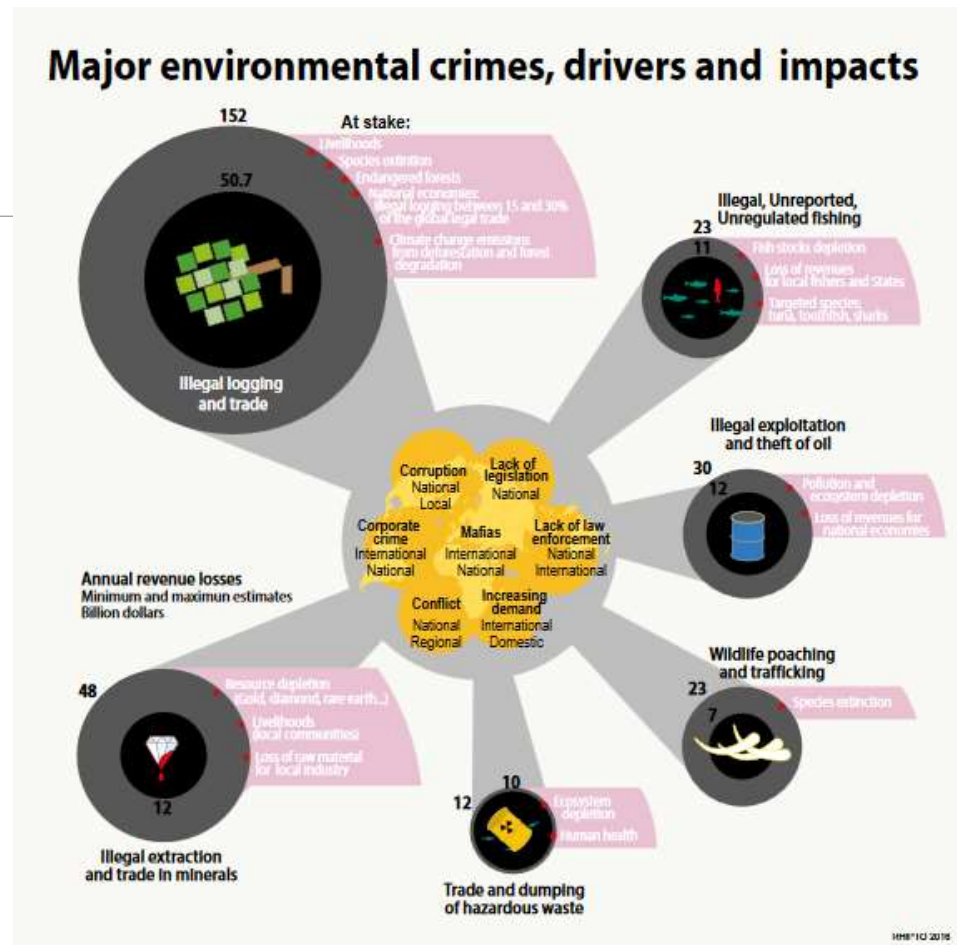 Major environmental crimes, drivers and impacts
152
At stake:
Livelihoods
Species extintion
Endangered forests
National economies:
Illegal logging between 15 and 30%
of the global legal trade
Climate change emissions
from deforestation and forest
degradation
50.7
Illegal logging
and trade
Illegal, Unreported,
Unregulated fishing
23
11
Fish stocks depletion
Loss of revenues
for local fishers and States
Targeted species:
tuna, toothfish, sharks
Illegal exploitation
and theft of oil
30
12
Pollution and
ecosystem depletion
Loss of revenues for
national economies
Corruption
National
Local
Lack of
legislation
National
Corporate
crime
International
National
Mafias
International
National
Lack of law
enforcement
National
International
Conflict
National
Regional
Increasing
demand
International
Domestic
Annual revenue losses
Minimum and maximun estimates
Billion dollars
Wildlife poaching
and trafficking
23
7
Species extinction
48
12
Resource depletion
(Gold, diamond, rare earth...)
Livelihoods
(local communities)
Loss of raw material
for local industry
Illegal extraction
and trade in minerals
10
12
Ecosystem
depletion
Human health
Trade and dumping
of hazardous waste
2016